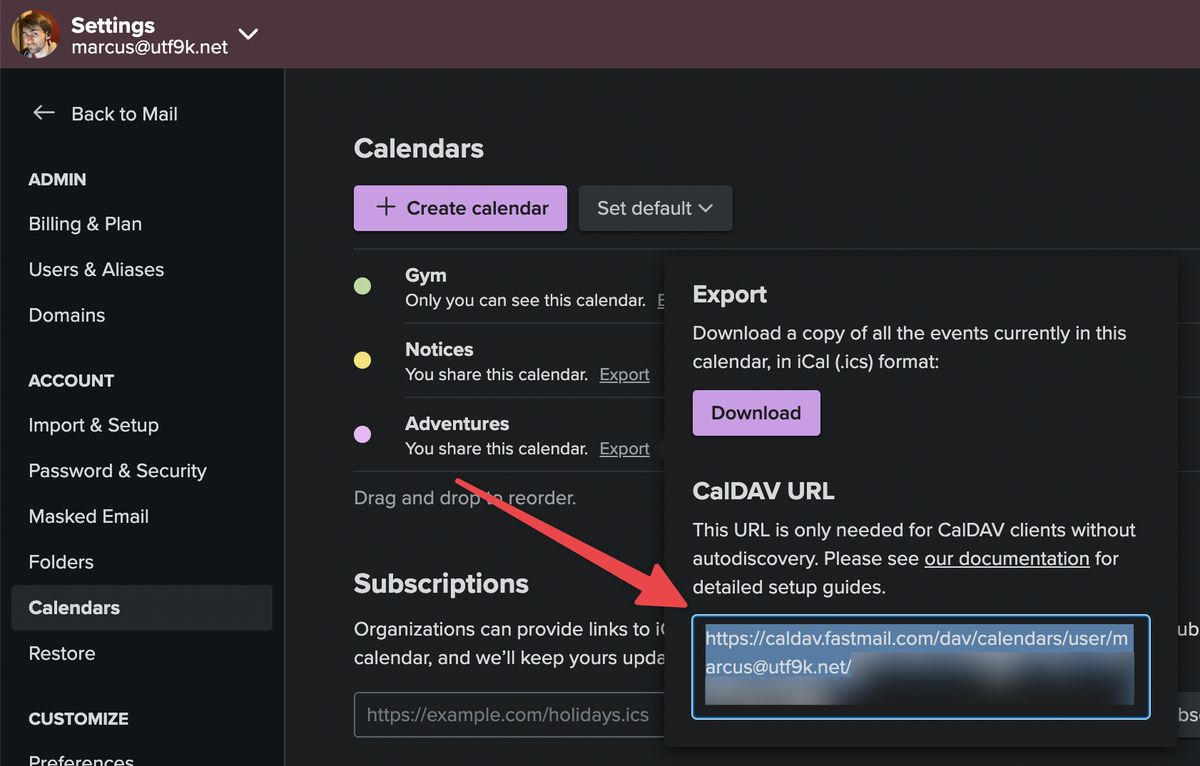 Settings
marcus@utf9k.net
Back to Mail
ADMIN
Billing & Plan
Users & Aliases
Domains
ACCOUNT
Import & Setup
Password & Security
Masked Email
Folders
Calendars
Restore
CUSTOMIZE
Preferences
Calendars
+ Create calendar
Set default
Gym
Only you can see this calendar.
Notices
You share this calendar. Export
Adventures
You share this calendar. Export
Drag and drop to reorder.
Subscriptions
Organizations can provide links to
calendar, and we’ll keep yours
https://example.com/holidays.ics
Export
Download a copy of all the events currently in this
calendar, in iCal (.ics) format:
Download
CalDAV URL
This URL is only needed for CalDAV clients without
autodiscovery. Please see our documentation for
detailed setup guides.
https://caldav.fastmail.com/dav/calendars/user/m
arcus@utf9k.net/